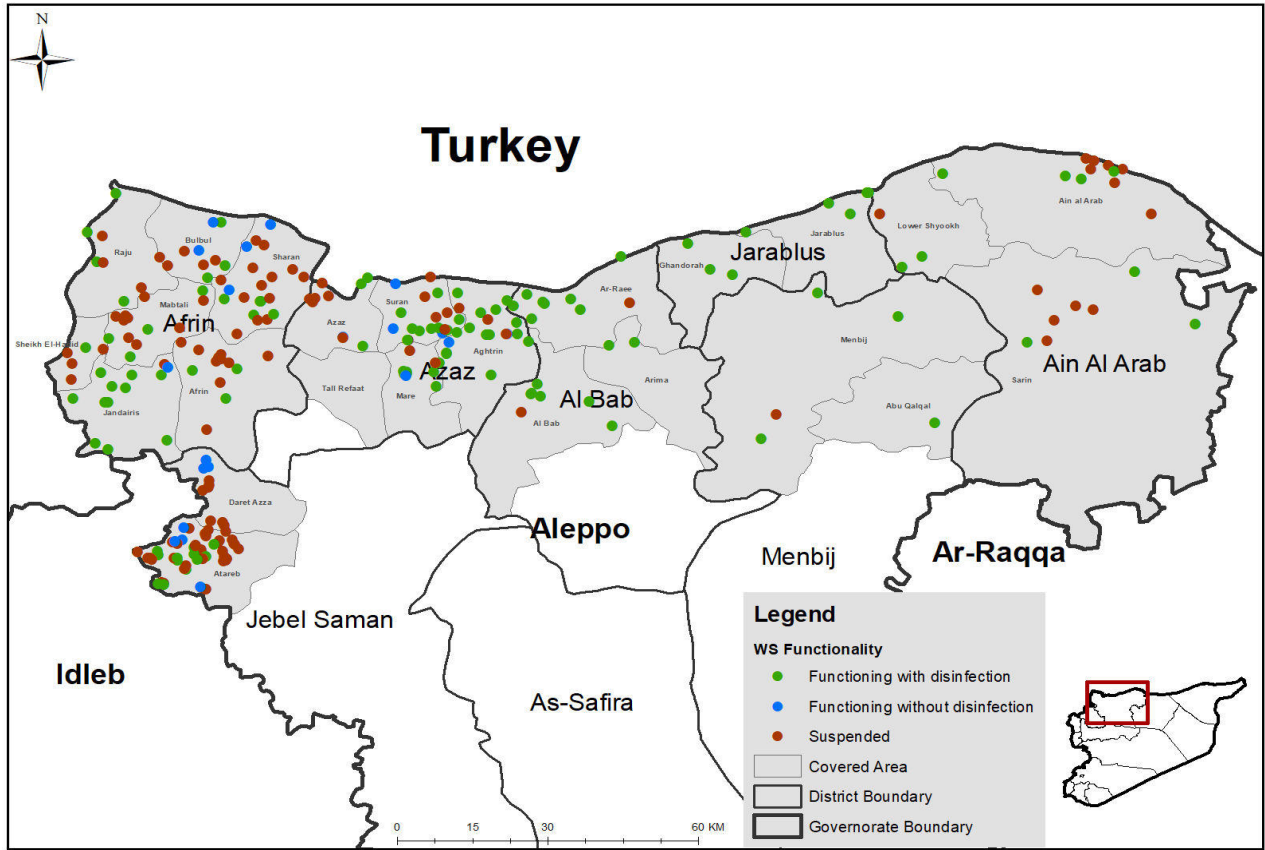 N
Turkey
Ain al Arab
Bulbul
Raju
Sharan
Jarablus
Lower Shyookh
Jarablus
Ghandorah
Ar-Raee
Mabtali
Suran
Afrin
Azaz
Sheikh El-Hadid
Menbij
Aghtrin
Ain Al Arab
Azaz
Arima
Sarin
Tall Refaat
Afrin
Mare
Al Bab
Abu Qalqal
Jandairis
Al Bab
Daret Azza
Aleppo
Ar-Raqqa
Menbij
Atareb
Jebel Saman
Idleb
As-Safira
Legend
WS Functionality
Functioning with disinfection
Functioning without disinfection
Suspended
Covered Area
District Boundary
Governorate Boundary
0 15 30 60 KM